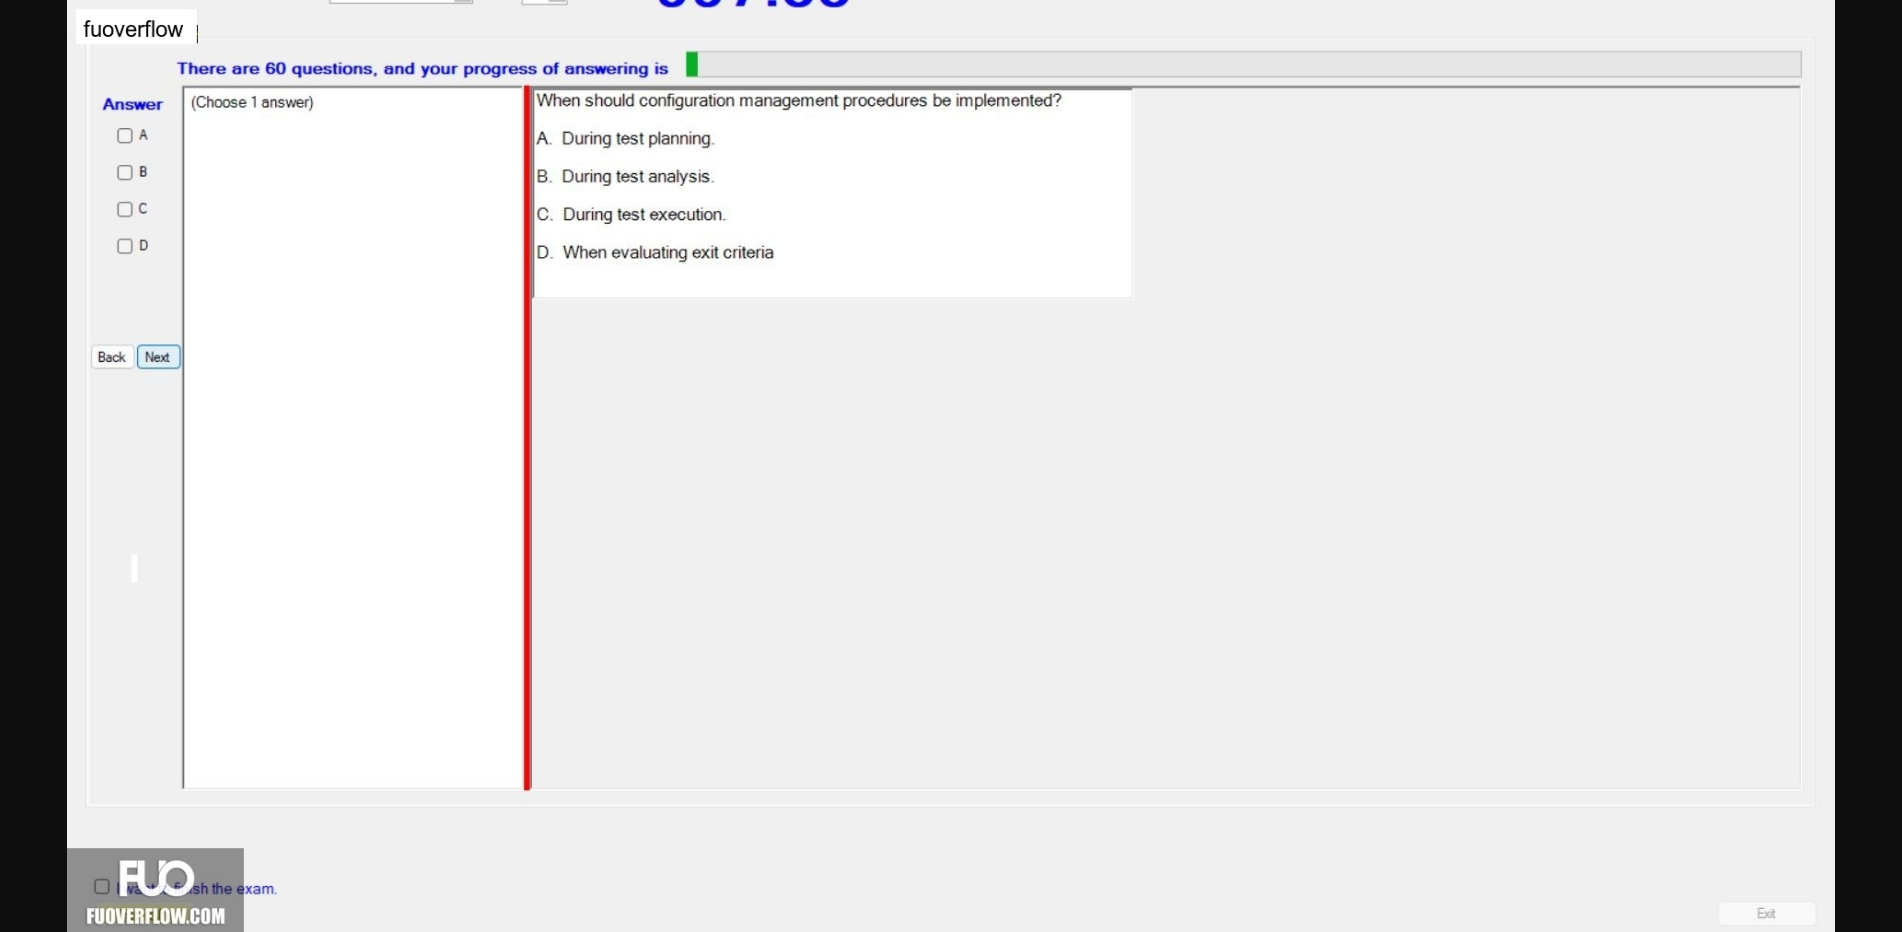 fuoverflow
There are 60 questions, and your progress of answering is
Answer
(Choose 1 answer)
When should configuration management procedures be implemented?
A
A. During test planning.
B
B. During test analysis.
C
C. During test execution.
D
D. When evaluating exit criteria
Back Next
FUO
the exam.
FUOVERFLOW.COM
Exit